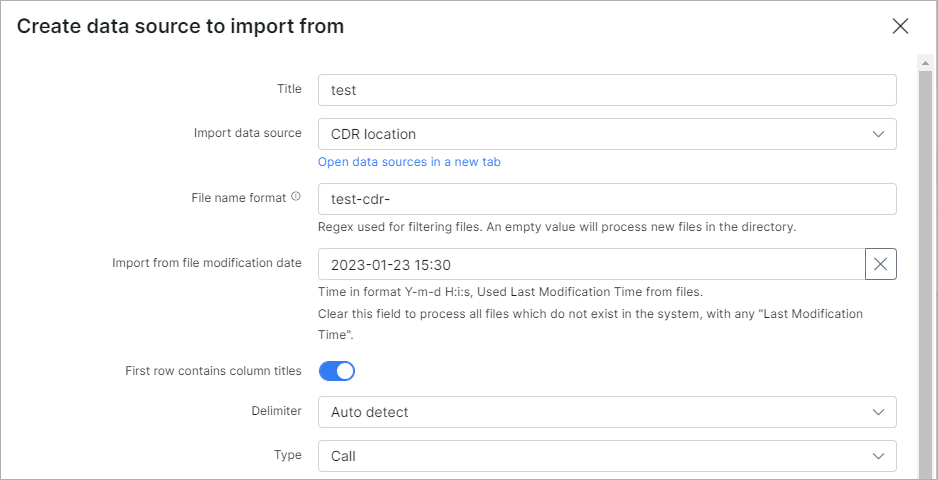 Create data source to import from
Title
test
Import data source
CDR location
Open data sources in a new tab
File name format
test-cdr-
Regex used for filtering files. An empty value will process new files in the directory.
Import from file modification date
2023-01-23 15:30
Time in format Y-m-d H:i:s, Used Last Modification Time from files.
Clear this field to process all files which do not exist in the system, with any "Last Modification
Time".
First row contains column titles
Delimiter
Auto detect
Type
Call